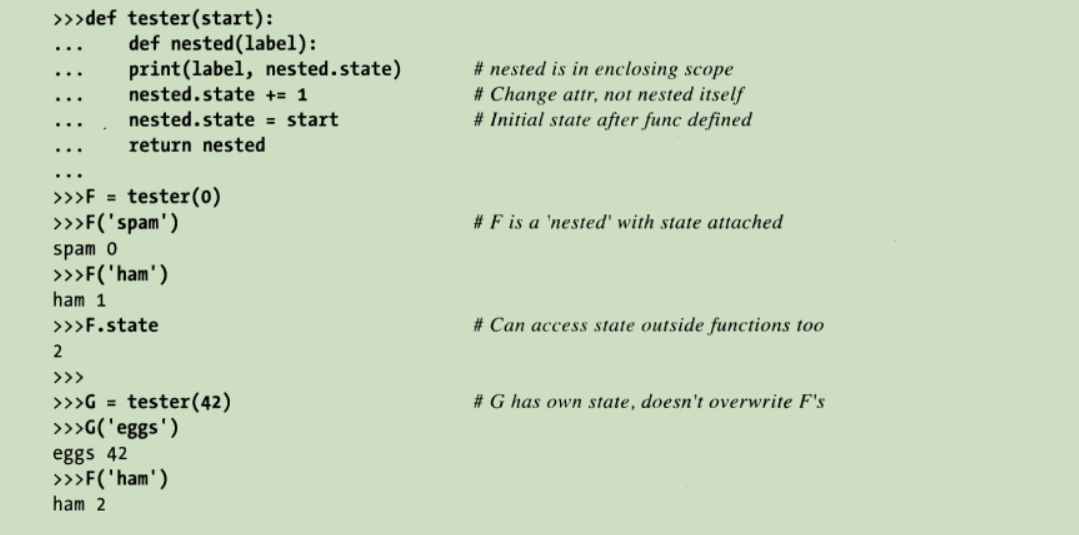 >>>def tester(start):
...     def nested(label):
...     print(label, nested.state)     # nested is in enclosing scope
...     nested.state += 1     # Change attr, not nested itself
...     nested.state = start     # Initial state after func defined
...     return nested
...
>>>F = tester(0)
>>>F('spam')     # F is a 'nested' with state attached
spam 0
>>>F('ham')
ham 1
>>>F.state     # Can access state outside functions too
2
>>>
>>>G = tester(42)     # G has own state, doesn't overwrite F's
>>>G('eggs')
eggs 42
>>>F('ham')
ham 2